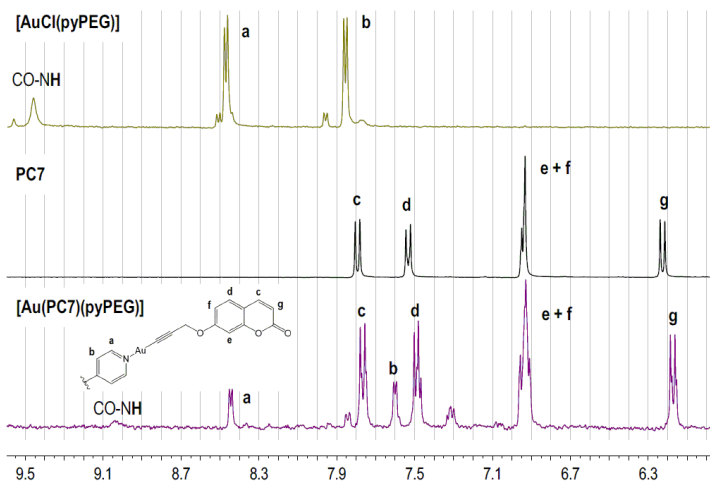 [AuCl(pyPEG)]
a
b
CO-NH
PC7
c
d
e + f
g
[Au(PC7)(pyPEG)]
d
c
f
g
e
O
O
O
a
b
N
Au
c
b
d
e + f
g
CO-NH
a
9.5 9.1 8.7 8.3 7.9 7.5 7.1 6.7 6.3